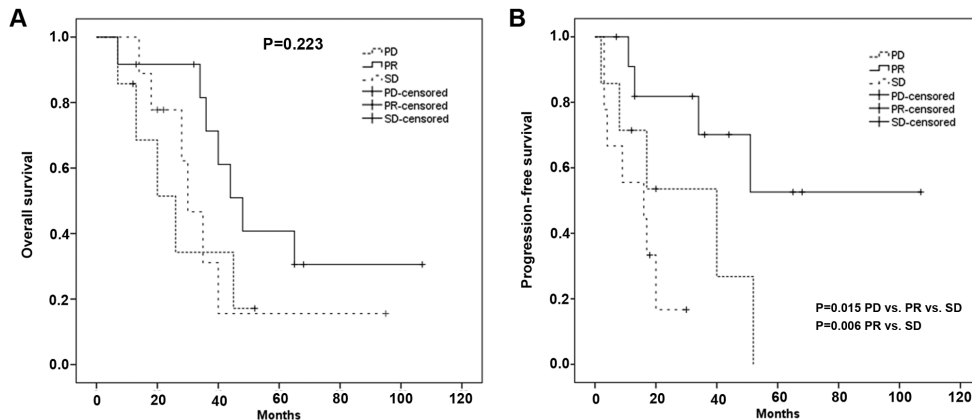 A
P=0.223
PD
PR
SD
PD-censored
PR-censored
SD-censored
Overall survival
1.0
0.8
0.6
0.4
0.2
0.0
0 20 40 60 80 100 120
Months
B
PD
PR
SD
PD-censored
PR-censored
SD-censored
Progression-free survival
1.0
0.8
0.6
0.4
0.2
0.0
P=0.015 PD vs. PR vs. SD
P=0.006 PR vs. SD
0 20 40 60 80 100 120
Months